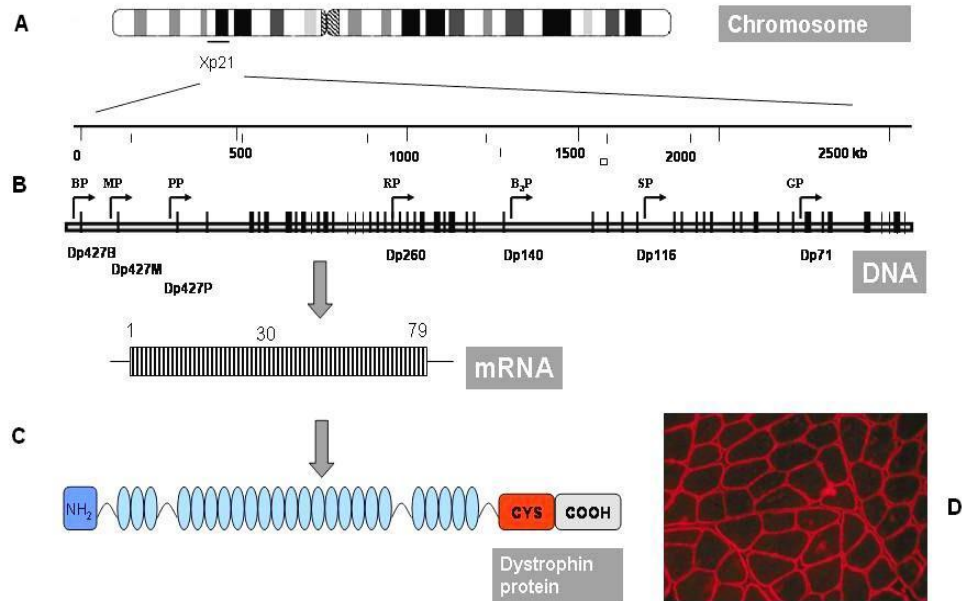 A
Chromosome
Xp21
0 500 1000 1500 2000 2500 kb
B
BP MP PP RP B3P SP GP
Dp427B Dp260 Dp140 Dp116 Dp71
Dp427M
Dp427P
DNA
1 30 79
mRNA
C
NH2 CYS COOH
D
Dystrophin
protein